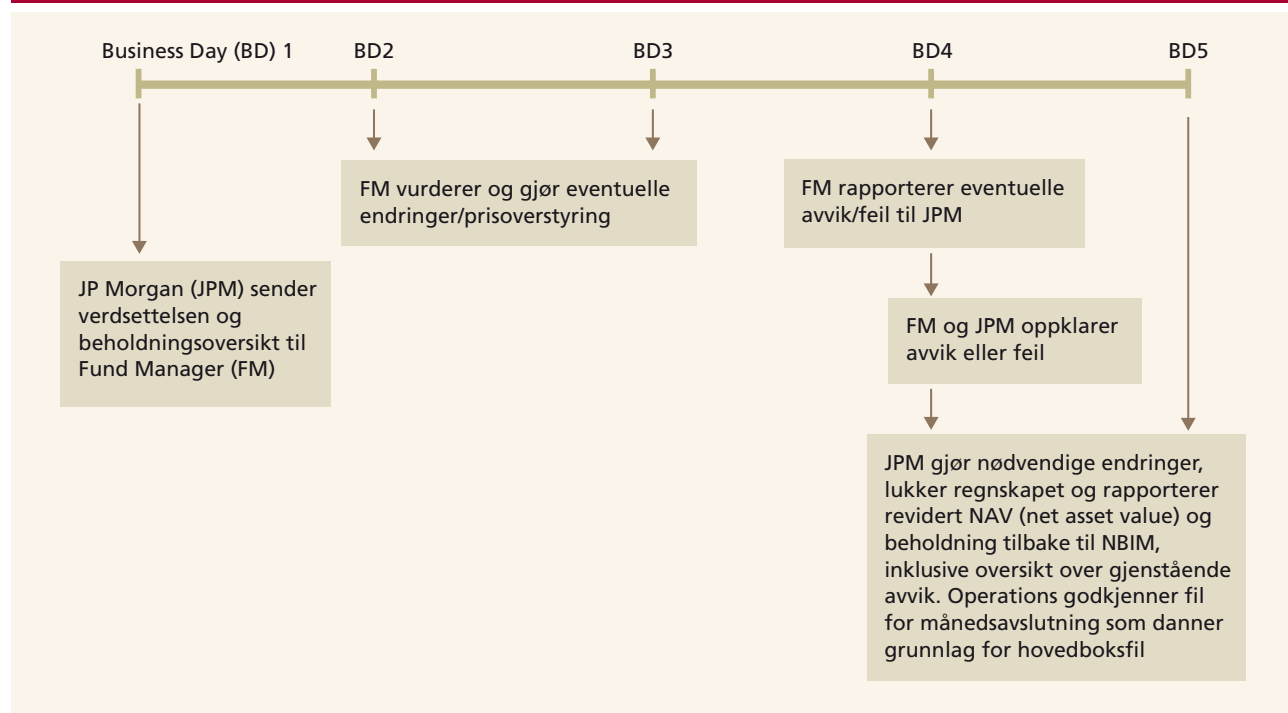 Business Day (BD) 1
BD2
BD3
BD4
BD5
JP Morgan (JPM) sender
verdsettelsen og
beholdningsoversikt til
Fund Manager (FM)
FM vurderer og gjør eventuelle
endringer/prisoverstyring
FM rapporterer eventuelle
avvik/feil til JPM
FM og JPM oppklarer
avvik eller feil
JPM gjør nødvendige endringer,
lukker regnskapet og rapporterer
revidert NAV (net asset value) og
beholdning tilbake til NBIM,
inklusive oversikt over gjenstående
avvik. Operations godkjenner fil
for månedsavslutning som danner
grunnlag for hovedboksfil